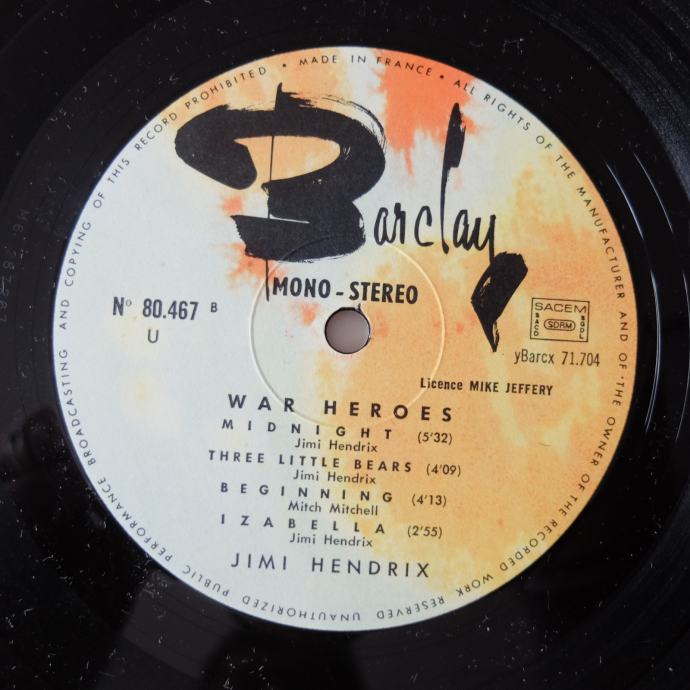 UNAUTHORIZED PUBLIC PERFORMANCE BROADCASTING AND COPYING OF THIS RECORD PROHIBITED • MADE IN FRANCE • ALL RIGHTS OF THE MANUFACTURER AND OF THE OWNER OF THE RECORDED WORK RESERVED
Barclay
MONO - STEREO
Nº 80.467 B
U
SACEM
SACD SDRM SGDL
yBarcx 71.704
Licence MIKE JEFFERY
WAR HEROES
MIDNIGHT (5'32)
Jimi Hendrix
THREE LITTLE BEARS (4'09)
Jimi Hendrix
BEGINNING (4'13)
Mitch Mitchell
IZABELLA (2'55)
Jimi Hendrix
JIMI HENDRIX